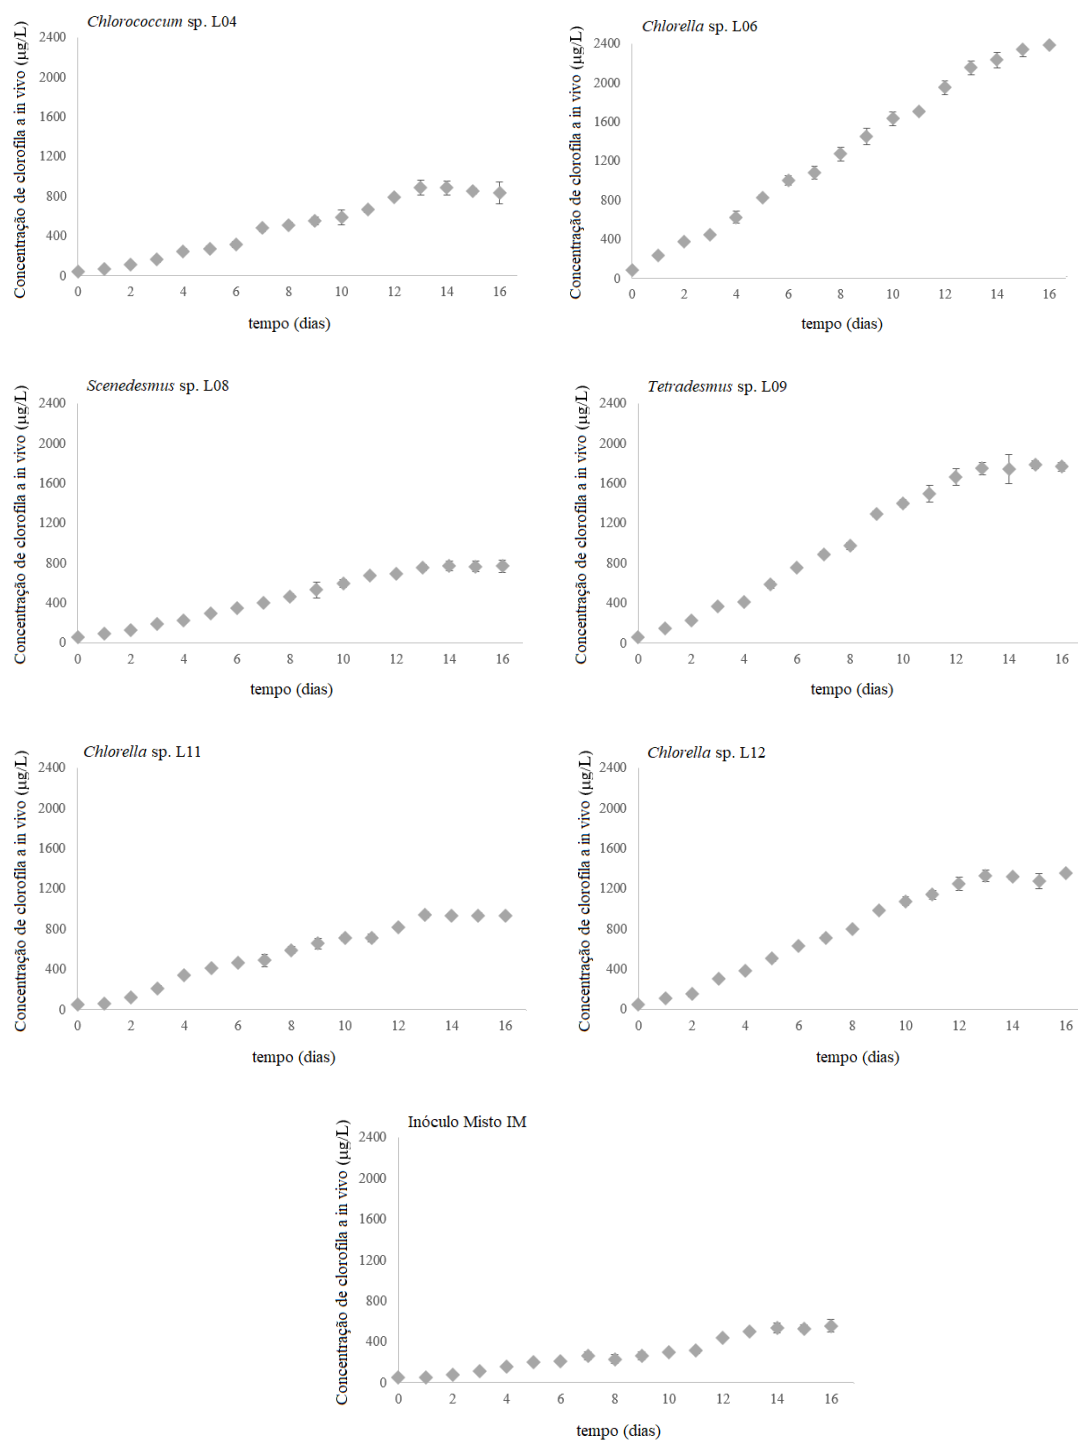 Chlorococcum sp. L04
Concentração de clorofila a in vivo (µg/L)
2400
2000
1600
1200
800
400
0
0 2 4 6 8 10 12 14 16
tempo (dias)
Chlorella sp. L06
Concentração de clorofila a in vivo (µg/L)
2400
2000
1600
1200
800
400
0
0 2 4 6 8 10 12 14 16
tempo (dias)
Scenedesmus sp. L08
Concentração de clorofila a in vivo (µg/L)
2400
2000
1600
1200
800
400
0
0 2 4 6 8 10 12 14 16
tempo (dias)
Tetradesmus sp. L09
Concentração de clorofila a in vivo (µg/L)
2400
2000
1600
1200
800
400
0
0 2 4 6 8 10 12 14 16
tempo (dias)
Chlorella sp. L11
Concentração de clorofila a in vivo (µg/L)
2400
2000
1600
1200
800
400
0
0 2 4 6 8 10 12 14 16
tempo (dias)
Chlorella sp. L12
Concentração de clorofila a in vivo (µg/L)
2400
2000
1600
1200
800
400
0
0 2 4 6 8 10 12 14 16
tempo (dias)
Inóculo Misto IM
Concentração de clorofila a in vivo (µg/L)
2400
2000
1600
1200
800
400
0
0 2 4 6 8 10 12 14 16
tempo (dias)